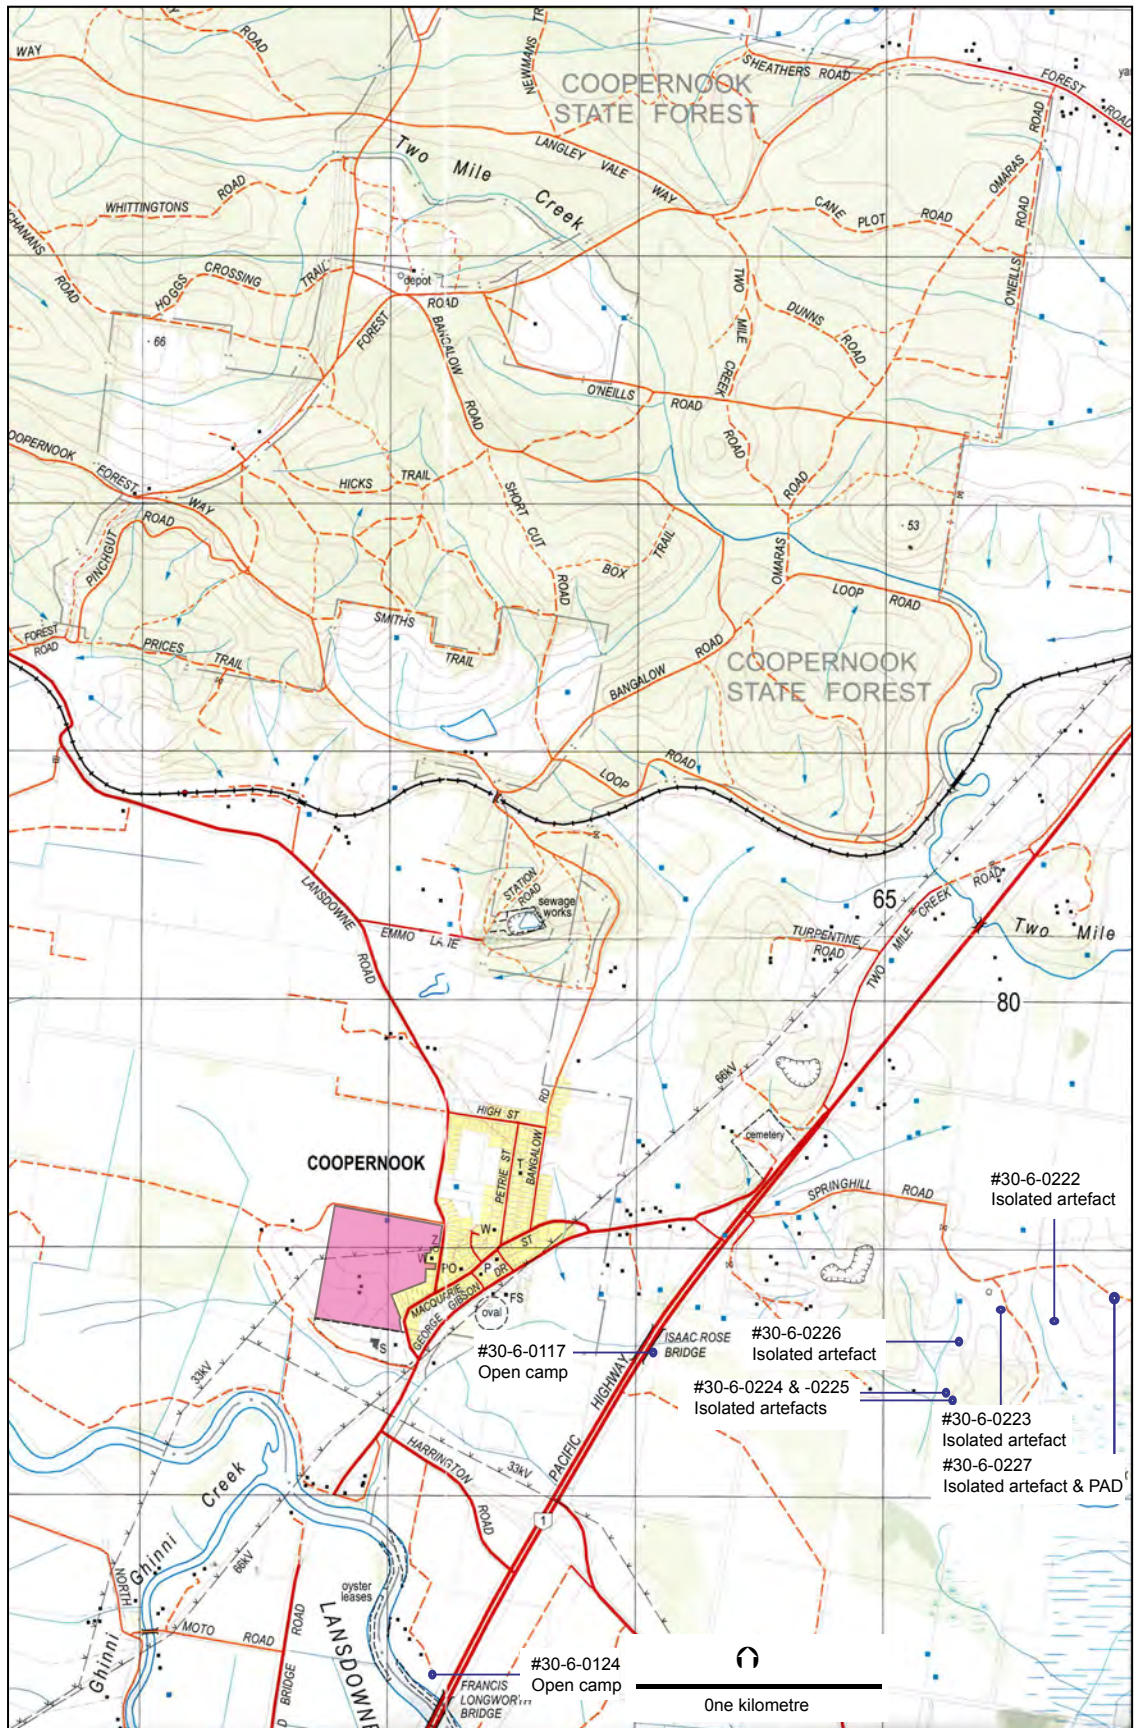 WAY
ROAD
NEWMANS TR
COOPERNOOK
STATE FOREST
SHEATHERS ROAD
FOREST
ROAD
ROAD
OMARAS
Two Mile Creek
LANGLEY VALE WAY
WHITTINGTONS ROAD
CANE PLOT ROAD
ROAD
O'NEILLS
CHANANS
ROAD
HOGGS CROSSING TRAIL
depot
ROAD
FOREST
BANGALOW
ROAD
TWO MILE CREEK ROAD
DUNNS
ROAD
66
O'NEILLS ROAD
OOPERNOOK
FOREST WAY
ROAD
PINCHGUT
HICKS TRAIL
SHORT CUT ROAD
BOX TRAIL
OMARAS
ROAD
53
LOOP ROAD
FOREST
ROAD
PRICES TRAIL
SMITHS
TRAIL
BANGALOW ROAD
COOPERNOOK
STATE FOREST
LOOP ROAD
LANSDOWNE
ROAD
STATION
ROAD
sewage
works
EMMO LANE
65
TURPENTINE
ROAD
TWO MILE CREEK ROAD
Two Mile
80
66kV
HIGH ST
RD
BANGALOW
PETRIE ST
T
cemetery
COOPERNOOK
SPRINGHILL ROAD
#30-6-0222
Isolated artefact
W
W
PO
P
DR
ST
MACQUARIE
GEORGE GIBSON
FS
oval
S
33kV
ISAAC ROSE
BRIDGE
#30-6-0117
Open camp
#30-6-0226
Isolated artefact
#30-6-0224 & -0225
Isolated artefacts
#30-6-0223
Isolated artefact
#30-6-0227
Isolated artefact & PAD
PACIFIC HIGHWAY
HARRINGTON
ROAD
33kV
1
Ghinni Creek
66kV
NORTH
Ghinni
MOTO ROAD
BRIDGE ROAD
oyster
leases
LANSDOWNE
#30-6-0124
Open camp
FRANCIS
LONGWORTH
BRIDGE
0ne kilometre